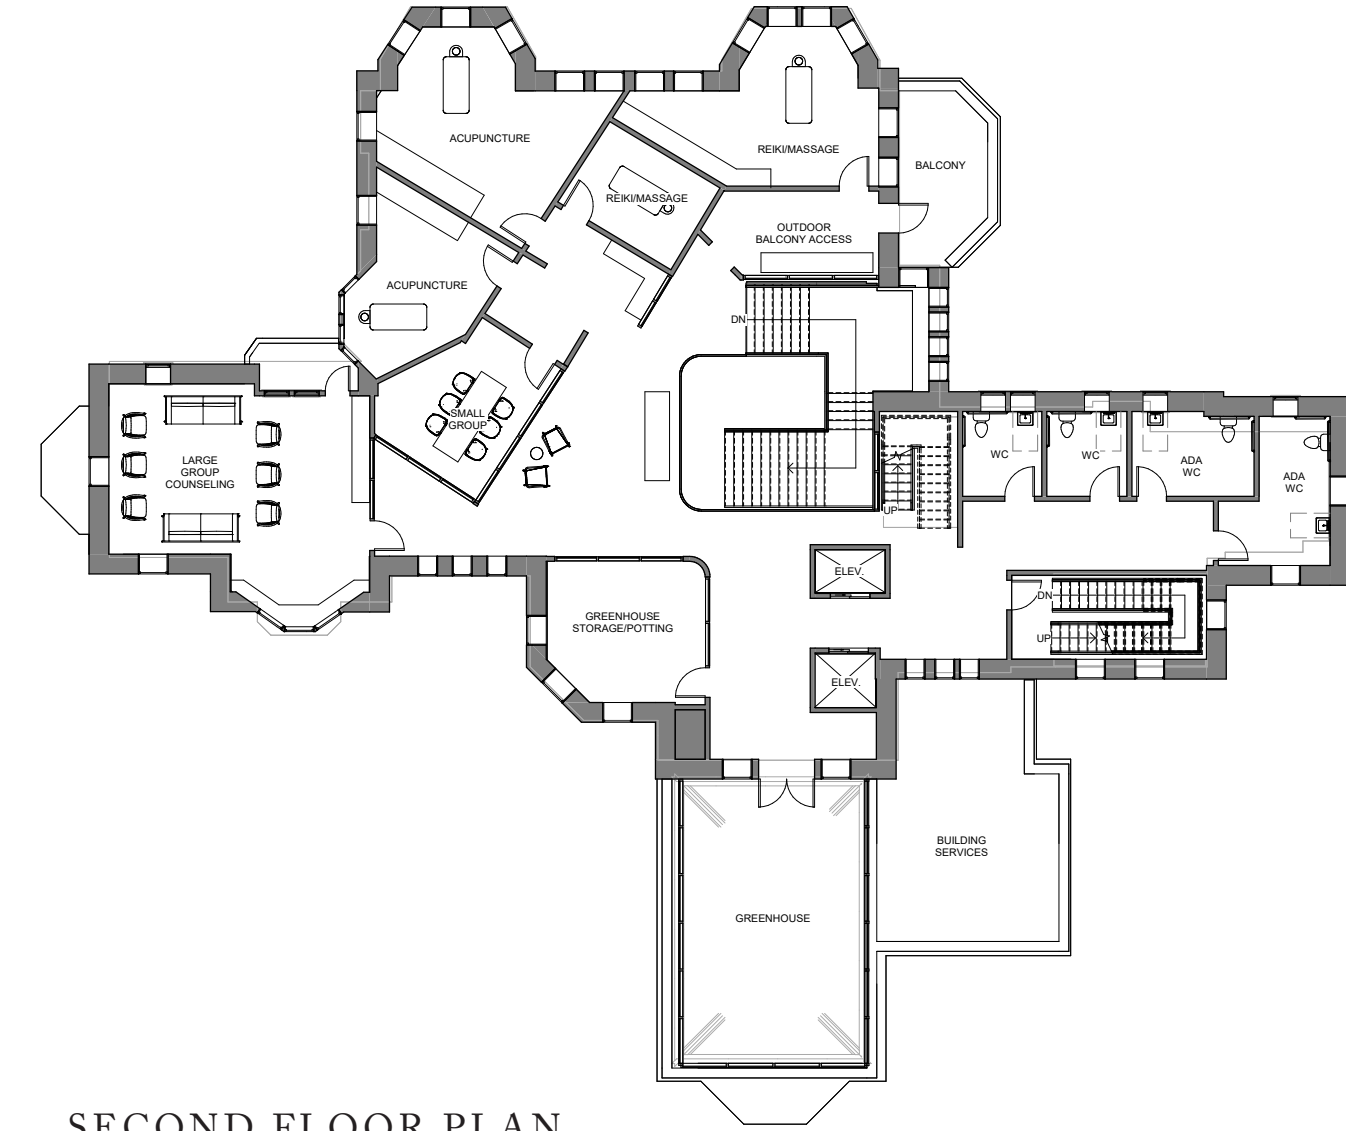 ACUPUNCTURE
REIKI/MASSAGE
BALCONY
REIKI/MASSAGE
OUTDOOR
BALCONY ACCESS
ACUPUNCTURE
DN
SMALL
GROUP
LARGE
GROUP
COUNSELING
WC
WC
ADA
WC
ADA
WC
UP
ELEV.
DN
GREENHOUSE
STORAGE/POTTING
UP
ELEV.
BUILDING
SERVICES
GREENHOUSE
SECOND FLOOR PLAN